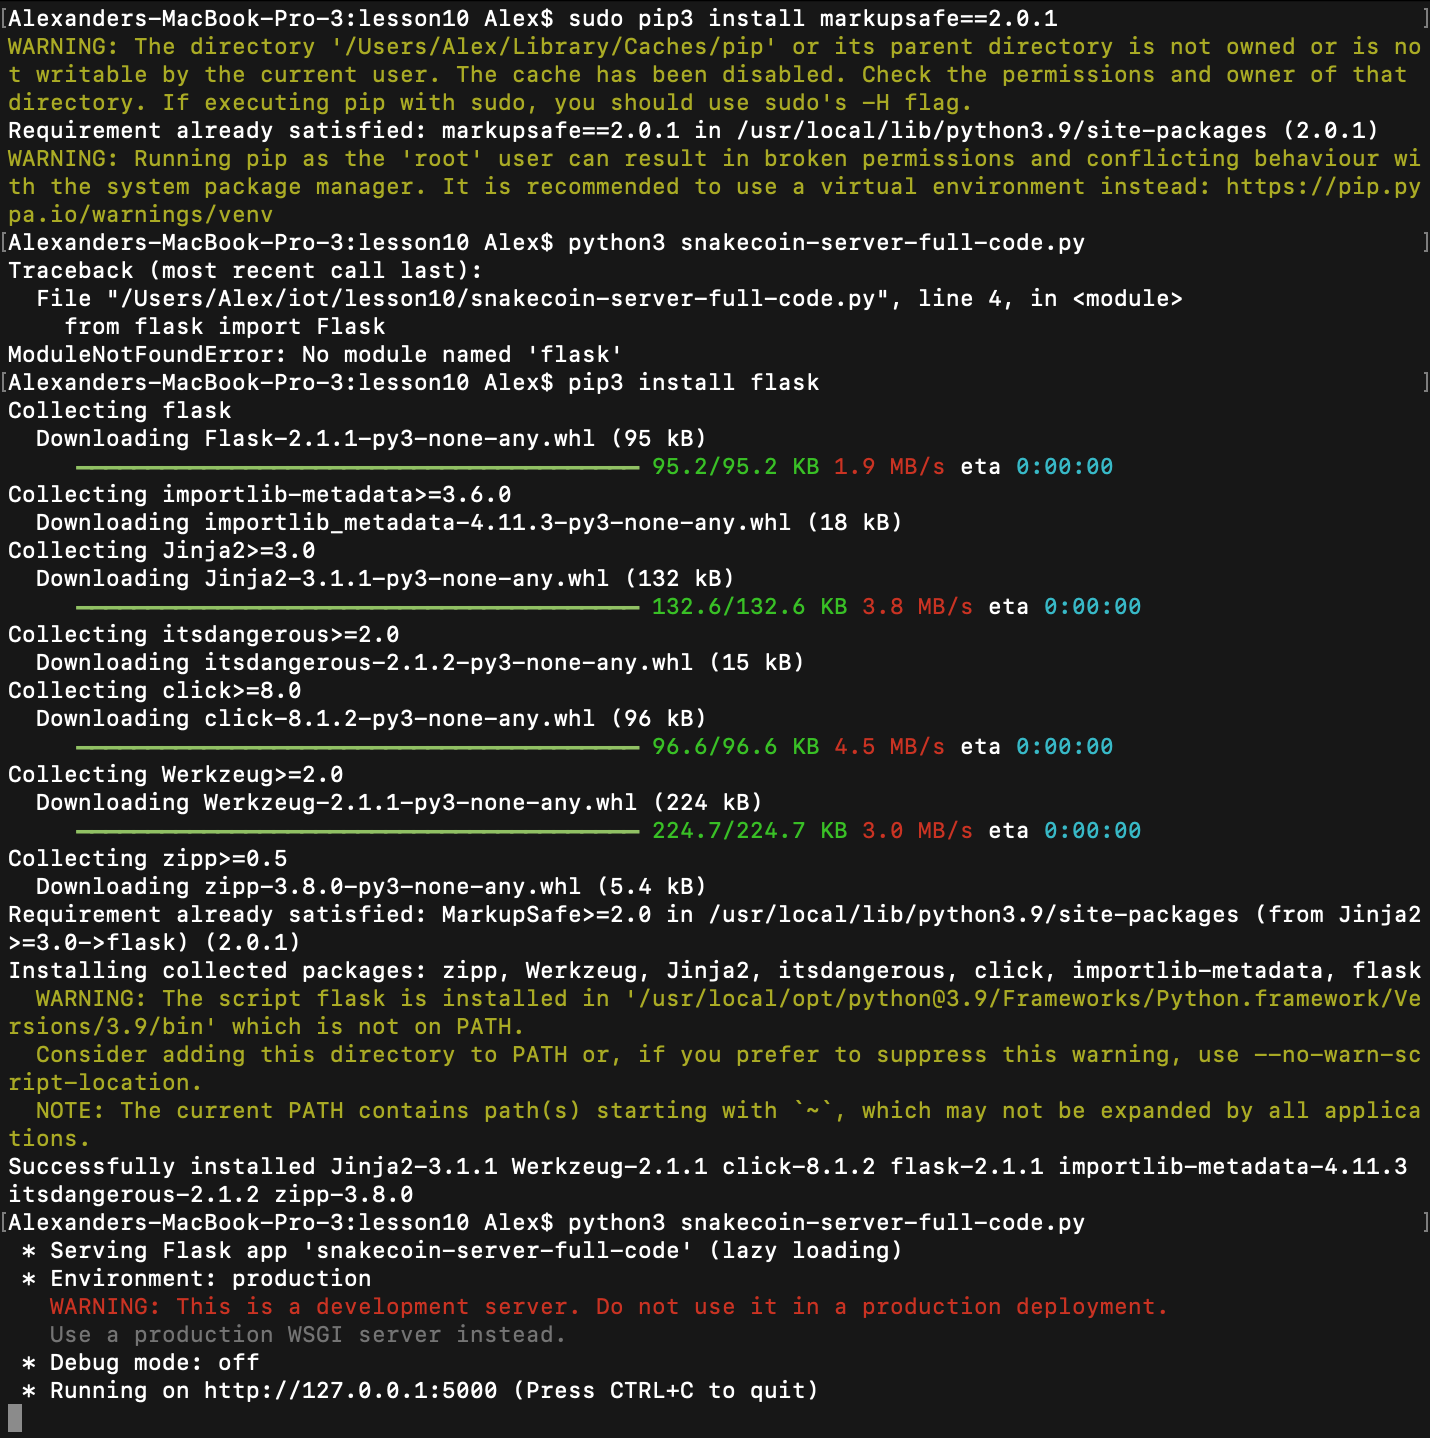 [Alexanders-MacBook-Pro-3:lesson10 Alex$ sudo pip3 install markupsafe==2.0.1 ]
WARNING: The directory '/Users/Alex/Library/Caches/pip' or its parent directory is not owned or is no
t writable by the current user. The cache has been disabled. Check the permissions and owner of that
directory. If executing pip with sudo, you should use sudo's -H flag.
Requirement already satisfied: markupsafe==2.0.1 in /usr/local/lib/python3.9/site-packages (2.0.1)
WARNING: Running pip as the 'root' user can result in broken permissions and conflicting behaviour wi
th the system package manager. It is recommended to use a virtual environment instead: https://pip.py
pa.io/warnings/venv
[Alexanders-MacBook-Pro-3:lesson10 Alex$ python3 snakecoin-server-full-code.py ]
Traceback (most recent call last):
  File "/Users/Alex/iot/lesson10/snakecoin-server-full-code.py", line 4, in <module>
    from flask import Flask
ModuleNotFoundError: No module named 'flask'
[Alexanders-MacBook-Pro-3:lesson10 Alex$ pip3 install flask ]
Collecting flask
  Downloading Flask-2.1.1-py3-none-any.whl (95 kB)
     ━━━━━━━━━━━━━━━━━━━━━━━━━━━━━━━━━━━━━━━━ 95.2/95.2 KB 1.9 MB/s eta 0:00:00
Collecting importlib-metadata>=3.6.0
  Downloading importlib_metadata-4.11.3-py3-none-any.whl (18 kB)
Collecting Jinja2>=3.0
  Downloading Jinja2-3.1.1-py3-none-any.whl (132 kB)
     ━━━━━━━━━━━━━━━━━━━━━━━━━━━━━━━━━━━━━━━━ 132.6/132.6 KB 3.8 MB/s eta 0:00:00
Collecting itsdangerous>=2.0
  Downloading itsdangerous-2.1.2-py3-none-any.whl (15 kB)
Collecting click>=8.0
  Downloading click-8.1.2-py3-none-any.whl (96 kB)
     ━━━━━━━━━━━━━━━━━━━━━━━━━━━━━━━━━━━━━━━━ 96.6/96.6 KB 4.5 MB/s eta 0:00:00
Collecting Werkzeug>=2.0
  Downloading Werkzeug-2.1.1-py3-none-any.whl (224 kB)
     ━━━━━━━━━━━━━━━━━━━━━━━━━━━━━━━━━━━━━━━━ 224.7/224.7 KB 3.0 MB/s eta 0:00:00
Collecting zipp>=0.5
  Downloading zipp-3.8.0-py3-none-any.whl (5.4 kB)
Requirement already satisfied: MarkupSafe>=2.0 in /usr/local/lib/python3.9/site-packages (from Jinja2
>=3.0->flask) (2.0.1)
Installing collected packages: zipp, Werkzeug, Jinja2, itsdangerous, click, importlib-metadata, flask
  WARNING: The script flask is installed in '/usr/local/opt/python@3.9/Frameworks/Python.framework/Ve
rsions/3.9/bin' which is not on PATH.
  Consider adding this directory to PATH or, if you prefer to suppress this warning, use --no-warn-sc
ript-location.
  NOTE: The current PATH contains path(s) starting with `~`, which may not be expanded by all applica
tions.
Successfully installed Jinja2-3.1.1 Werkzeug-2.1.1 click-8.1.2 flask-2.1.1 importlib-metadata-4.11.3
itsdangerous-2.1.2 zipp-3.8.0
[Alexanders-MacBook-Pro-3:lesson10 Alex$ python3 snakecoin-server-full-code.py ]
 * Serving Flask app 'snakecoin-server-full-code' (lazy loading)
 * Environment: production
   WARNING: This is a development server. Do not use it in a production deployment.
   Use a production WSGI server instead.
 * Debug mode: off
 * Running on http://127.0.0.1:5000 (Press CTRL+C to quit)